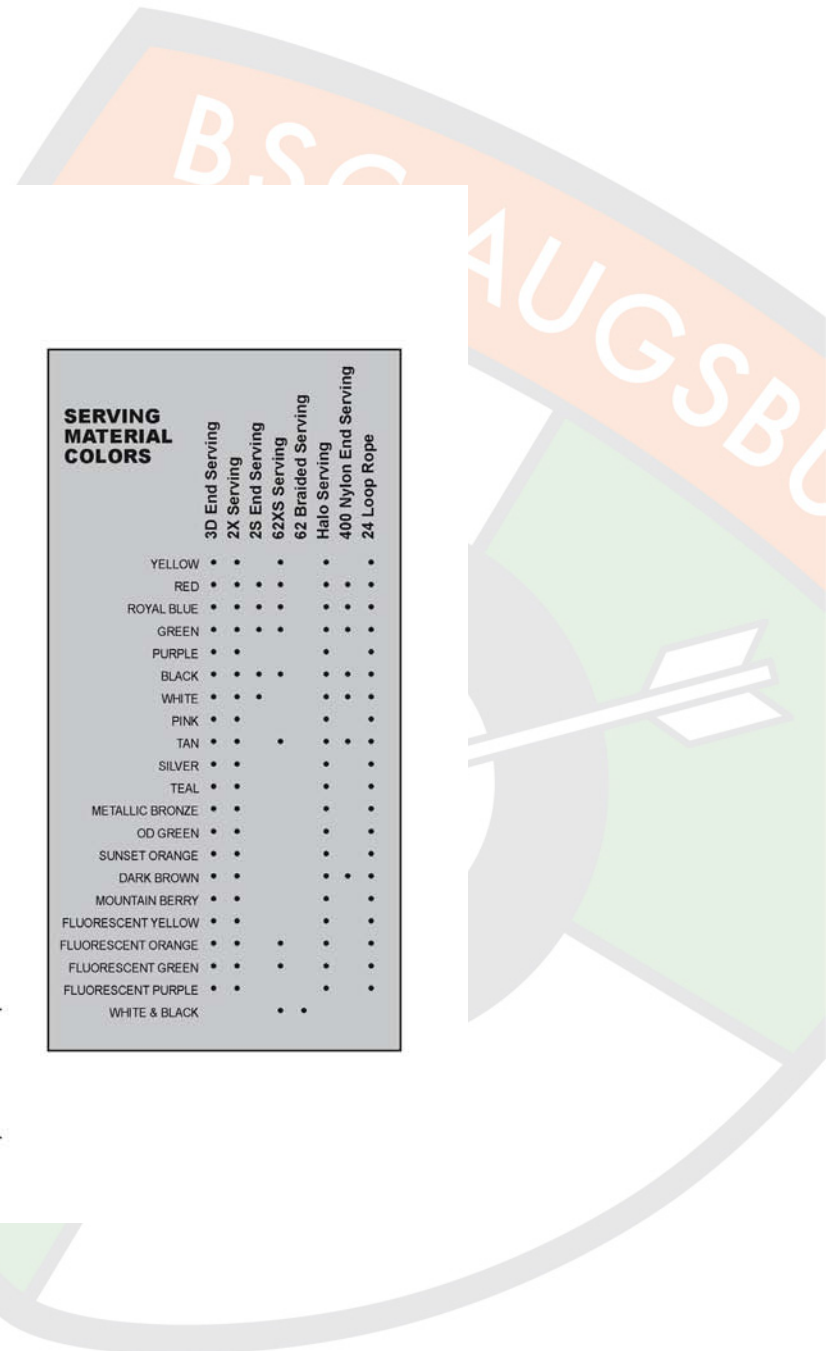 BSG AUGSBU
SERVING
MATERIAL
COLORS
3D End Serving
2X Serving
2S End Serving
62XS Serving
62 Braided Serving
Halo Serving
400 Nylon End Serving
24 Loop Rope
YELLOW • • • • •
RED • • • • • • •
ROYAL BLUE • • • • • • •
GREEN • • • • • • •
PURPLE • • • •
BLACK • • • • • • •
WHITE • • • • • •
PINK • • • •
TAN • • • • • •
SILVER • • • •
TEAL • • • •
METALLIC BRONZE • • • •
OD GREEN • • • •
SUNSET ORANGE • • • •
DARK BROWN • • • • •
MOUNTAIN BERRY • • • •
FLUORESCENT YELLOW • • • •
FLUORESCENT ORANGE • • • • •
FLUORESCENT GREEN • • • • •
FLUORESCENT PURPLE • • • •
WHITE & BLACK • •